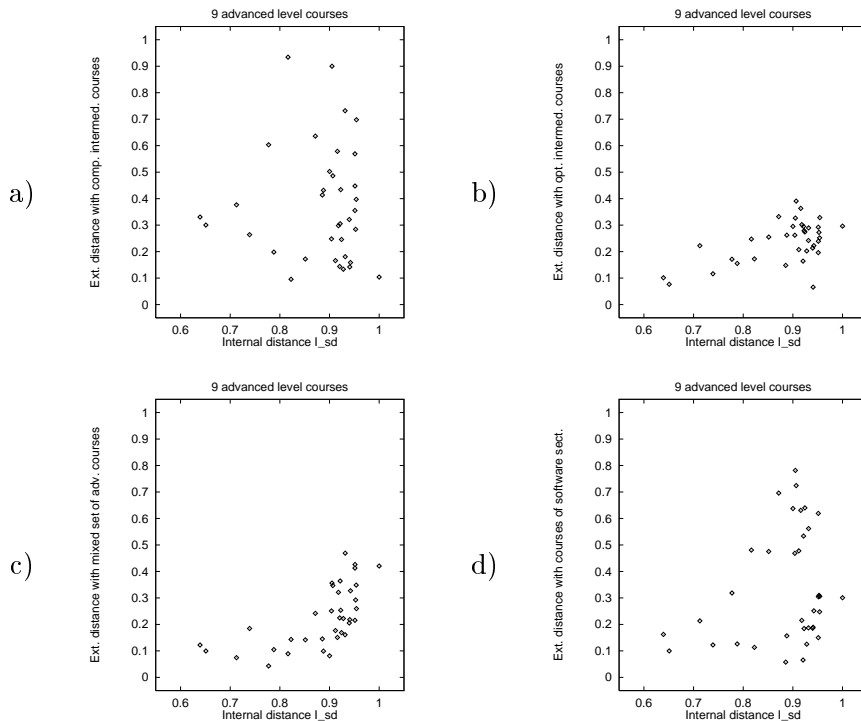 a)
9 advanced level courses
Ext. distance with comp. intermed. courses
1
0.9
0.8
0.7
0.6
0.5
0.4
0.3
0.2
0.1
0
0.6 0.7 0.8 0.9 1
Internal distance I_sd
b)
9 advanced level courses
Ext. distance with opt. intermed. courses
1
0.9
0.8
0.7
0.6
0.5
0.4
0.3
0.2
0.1
0
0.6 0.7 0.8 0.9 1
Internal distance I_sd
c)
9 advanced level courses
Ext. distance with mixed set of adv. courses
1
0.9
0.8
0.7
0.6
0.5
0.4
0.3
0.2
0.1
0
0.6 0.7 0.8 0.9 1
Internal distance I_sd
d)
9 advanced level courses
Ext. distance with courses of software sect.
1
0.9
0.8
0.7
0.6
0.5
0.4
0.3
0.2
0.1
0
0.6 0.7 0.8 0.9 1
Internal distance I_sd